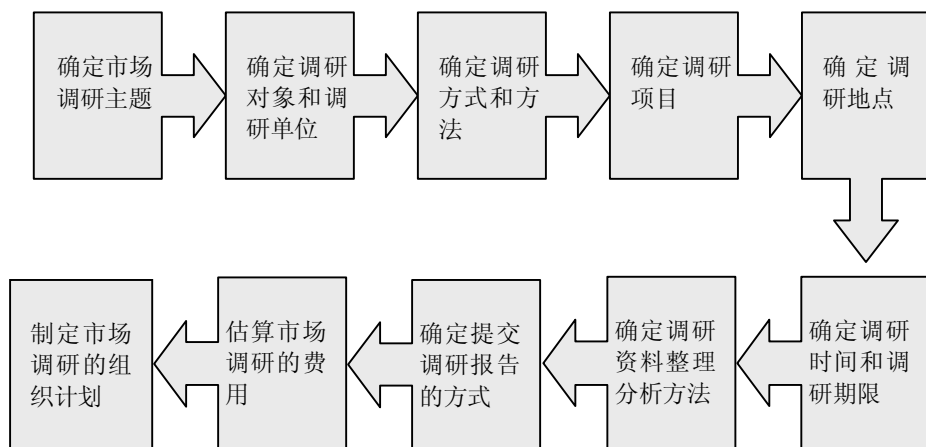 确定市场
调研主题
确定调研
对象和调
研单位
确定调研
方式和方
法
确定调研
项目
确定调
研地点
确定调研
时间和调
研期限
确定调研
资料整理
分析方法
确定提交
调研报告
的方式
估算市场
调研的费
用
制定市场
调研的组
织计划